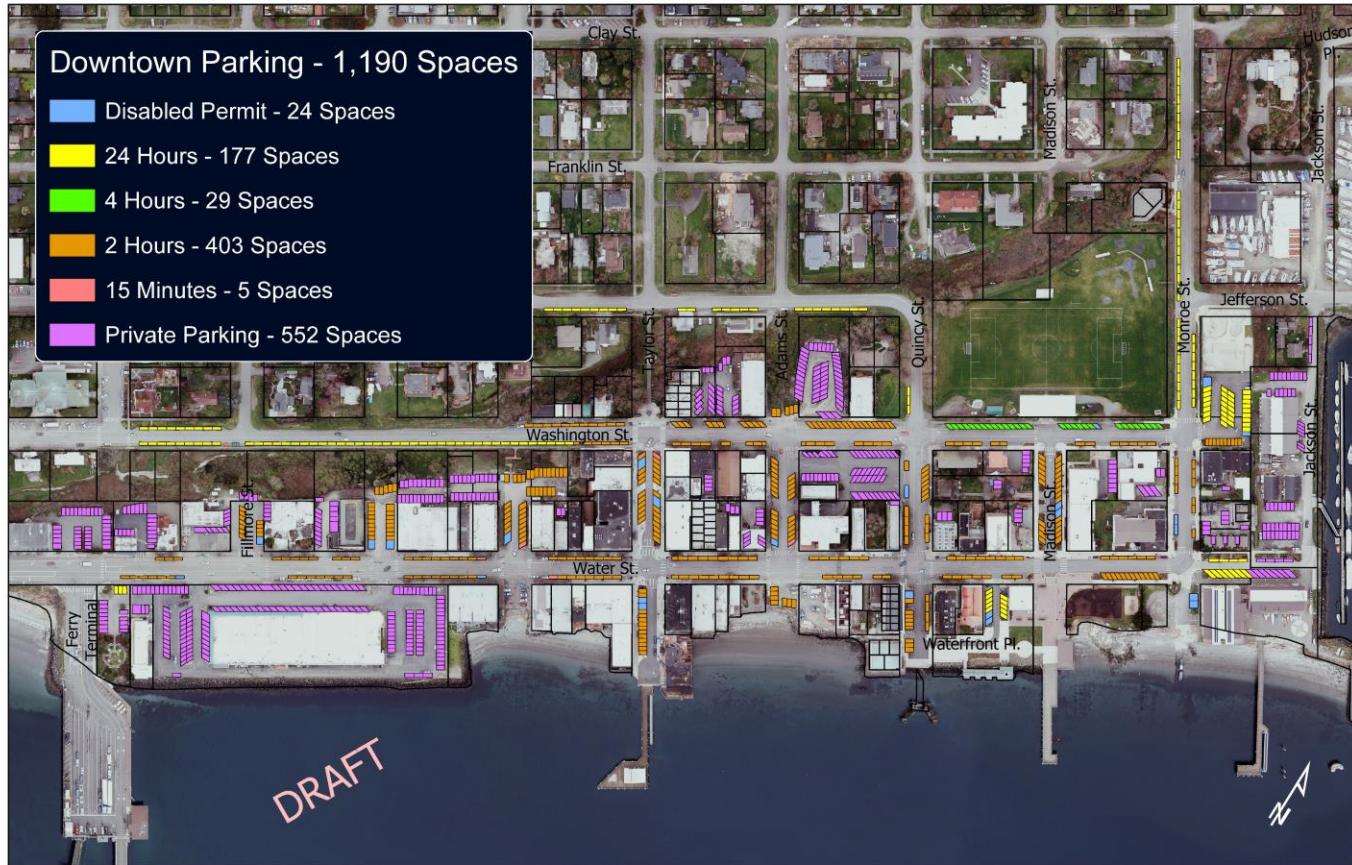 Downtown Parking - 1,190 Spaces
Disabled Permit - 24 Spaces
24 Hours - 177 Spaces
4 Hours - 29 Spaces
2 Hours - 403 Spaces
15 Minutes - 5 Spaces
Private Parking - 552 Spaces
Clay St.
Hudson Pl.
Franklin St.
Madison St.
Jackson St.
Monroe St.
Jefferson St.
Taylor St.
Adams St.
Quincy St.
Washington St.
Jackson St.
Fillmore St.
Madison St.
Water St.
Ferry Terminal
Waterfront Pl.
DRAFT
N